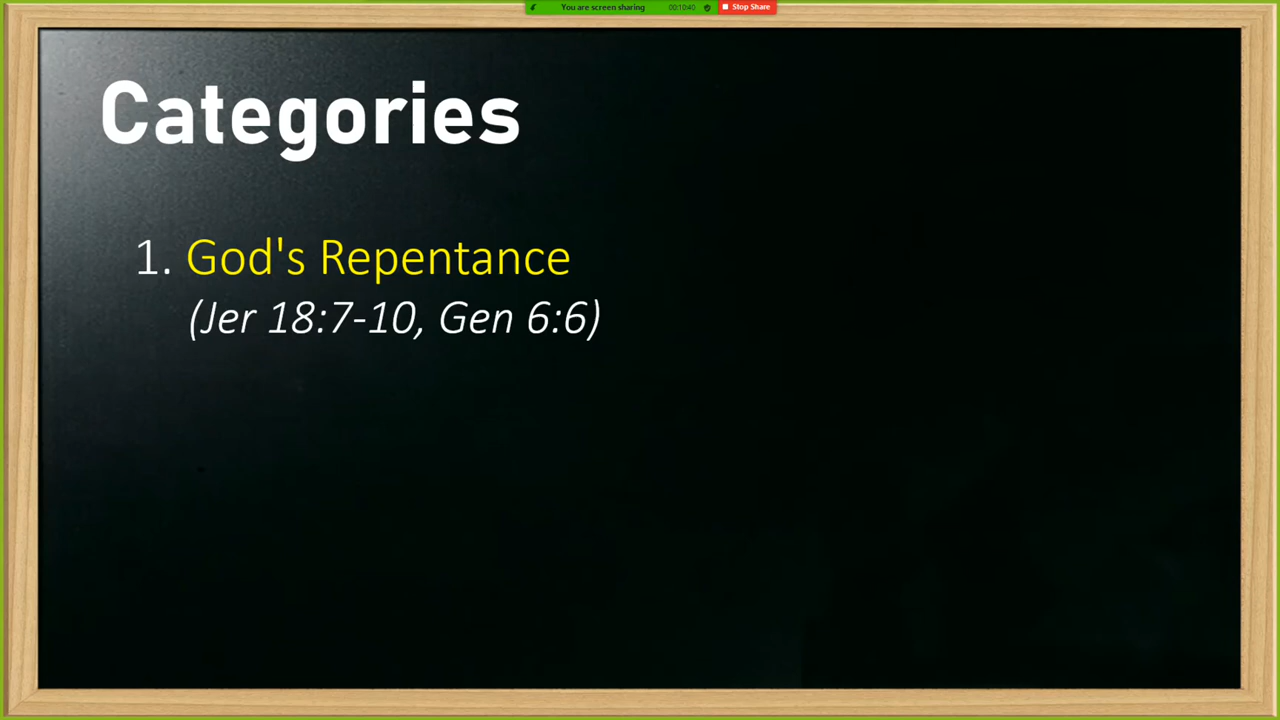 You are screen sharing 00:10:40 Stop Share
Categories
1. God's Repentance
(Jer 18:7-10, Gen 6:6)